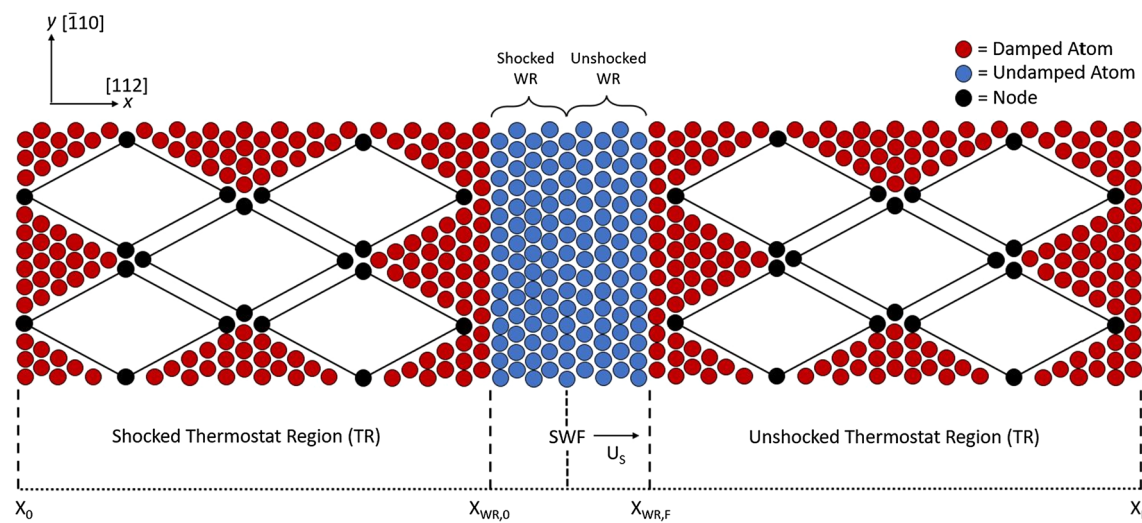 y [1̄10]
[112]
x
Shocked
WR
Unshocked
WR
= Damped Atom
= Undamped Atom
= Node
Shocked Thermostat Region (TR)
SWF
U_S
Unshocked Thermostat Region (TR)
X_0
X_WR,0
X_WR,F
X